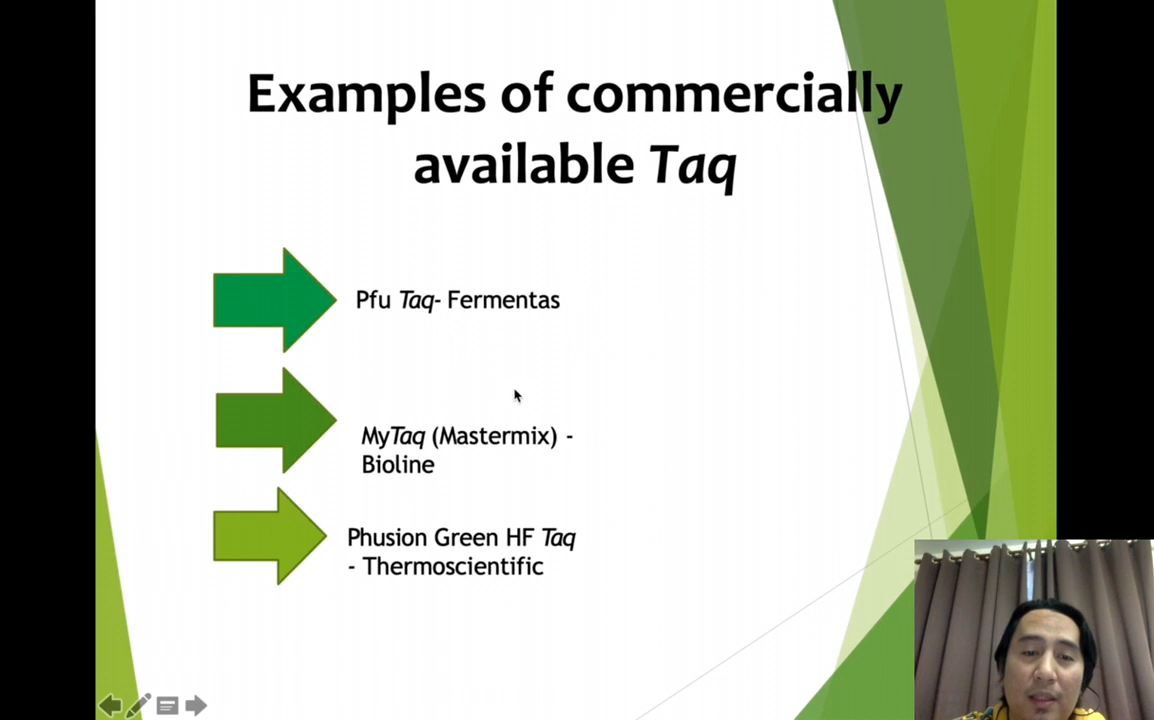 Examples of commercially
available Taq
Pfu Taq- Fermentas
MyTaq (Mastermix) -
Bioline
Phusion Green HF Taq
- Thermoscientific